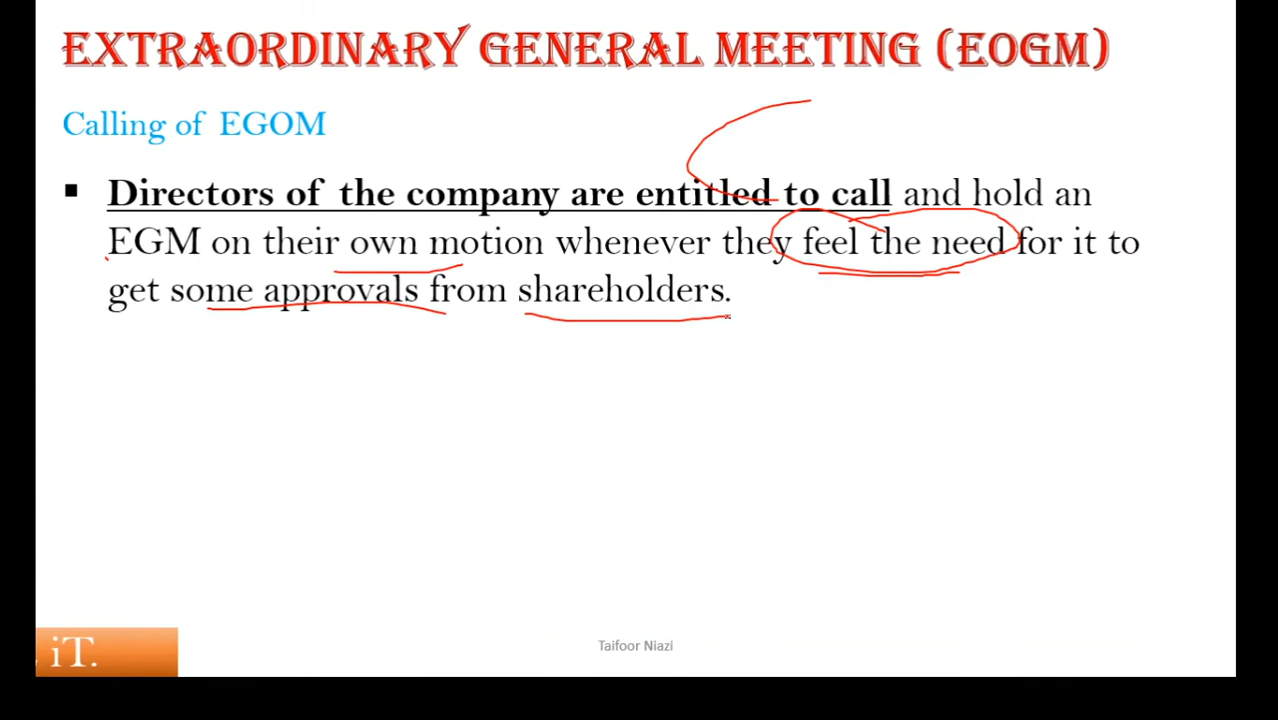 EXTRAORDINARY GENERAL MEETING (EOGM)
Calling of EGOM
▪ Directors of the company are entitled to call and hold an
EGM on their own motion whenever they feel the need for it to
get some approvals from shareholders.
iT.
Taifoor Niazi